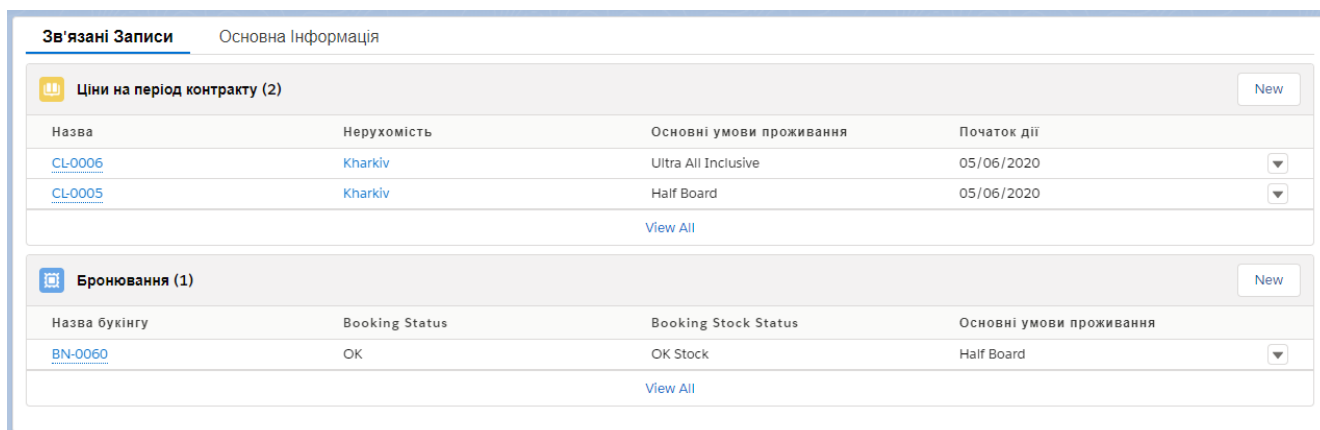 Зв'язані Записи Основна Інформація
Ціни на період контракту (2) New
Назва Нерухомість Основні умови проживання Початок дії
CL-0006 Kharkiv Ultra All Inclusive 05/06/2020
CL-0005 Kharkiv Half Board 05/06/2020
View All
Бронювання (1) New
Назва букінгу Booking Status Booking Stock Status Основні умови проживання
BN-0060 OK OK Stock Half Board
View All